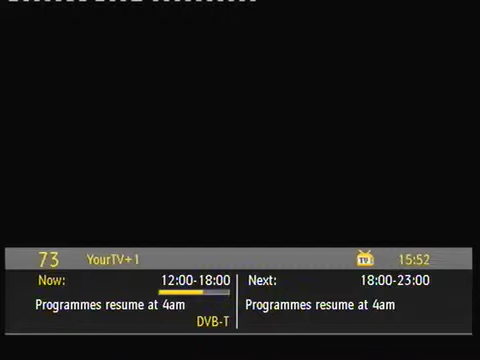 73 YourTV+1 TV 15:52
Now: 12:00-18:00 Next: 18:00-23:00
Programmes resume at 4am Programmes resume at 4am
DVB-T